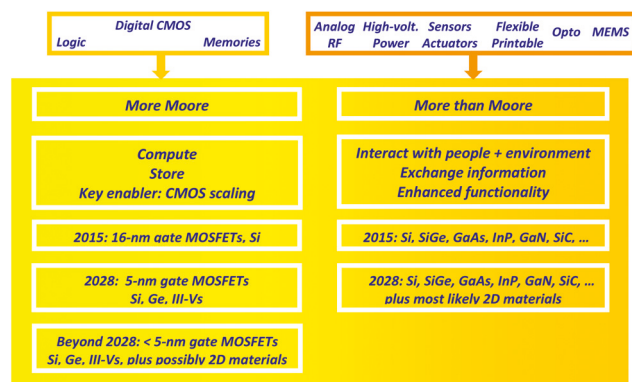 Digital CMOS
Logic Memories
Analog High-volt. Sensors Flexible Opto MEMS
RF Power Actuators Printable
More Moore
Compute
Store
Key enabler: CMOS scaling
2015: 16-nm gate MOSFETs, Si
2028: 5-nm gate MOSFETs
Si, Ge, III-Vs
Beyond 2028: < 5-nm gate MOSFETs
Si, Ge, III-Vs, plus possibly 2D materials
More than Moore
Interact with people + environment
Exchange information
Enhanced functionality
2015: Si, SiGe, GaAs, InP, GaN, SiC, ...
2028: Si, SiGe, GaAs, InP, GaN, SiC, ...
plus most likely 2D materials